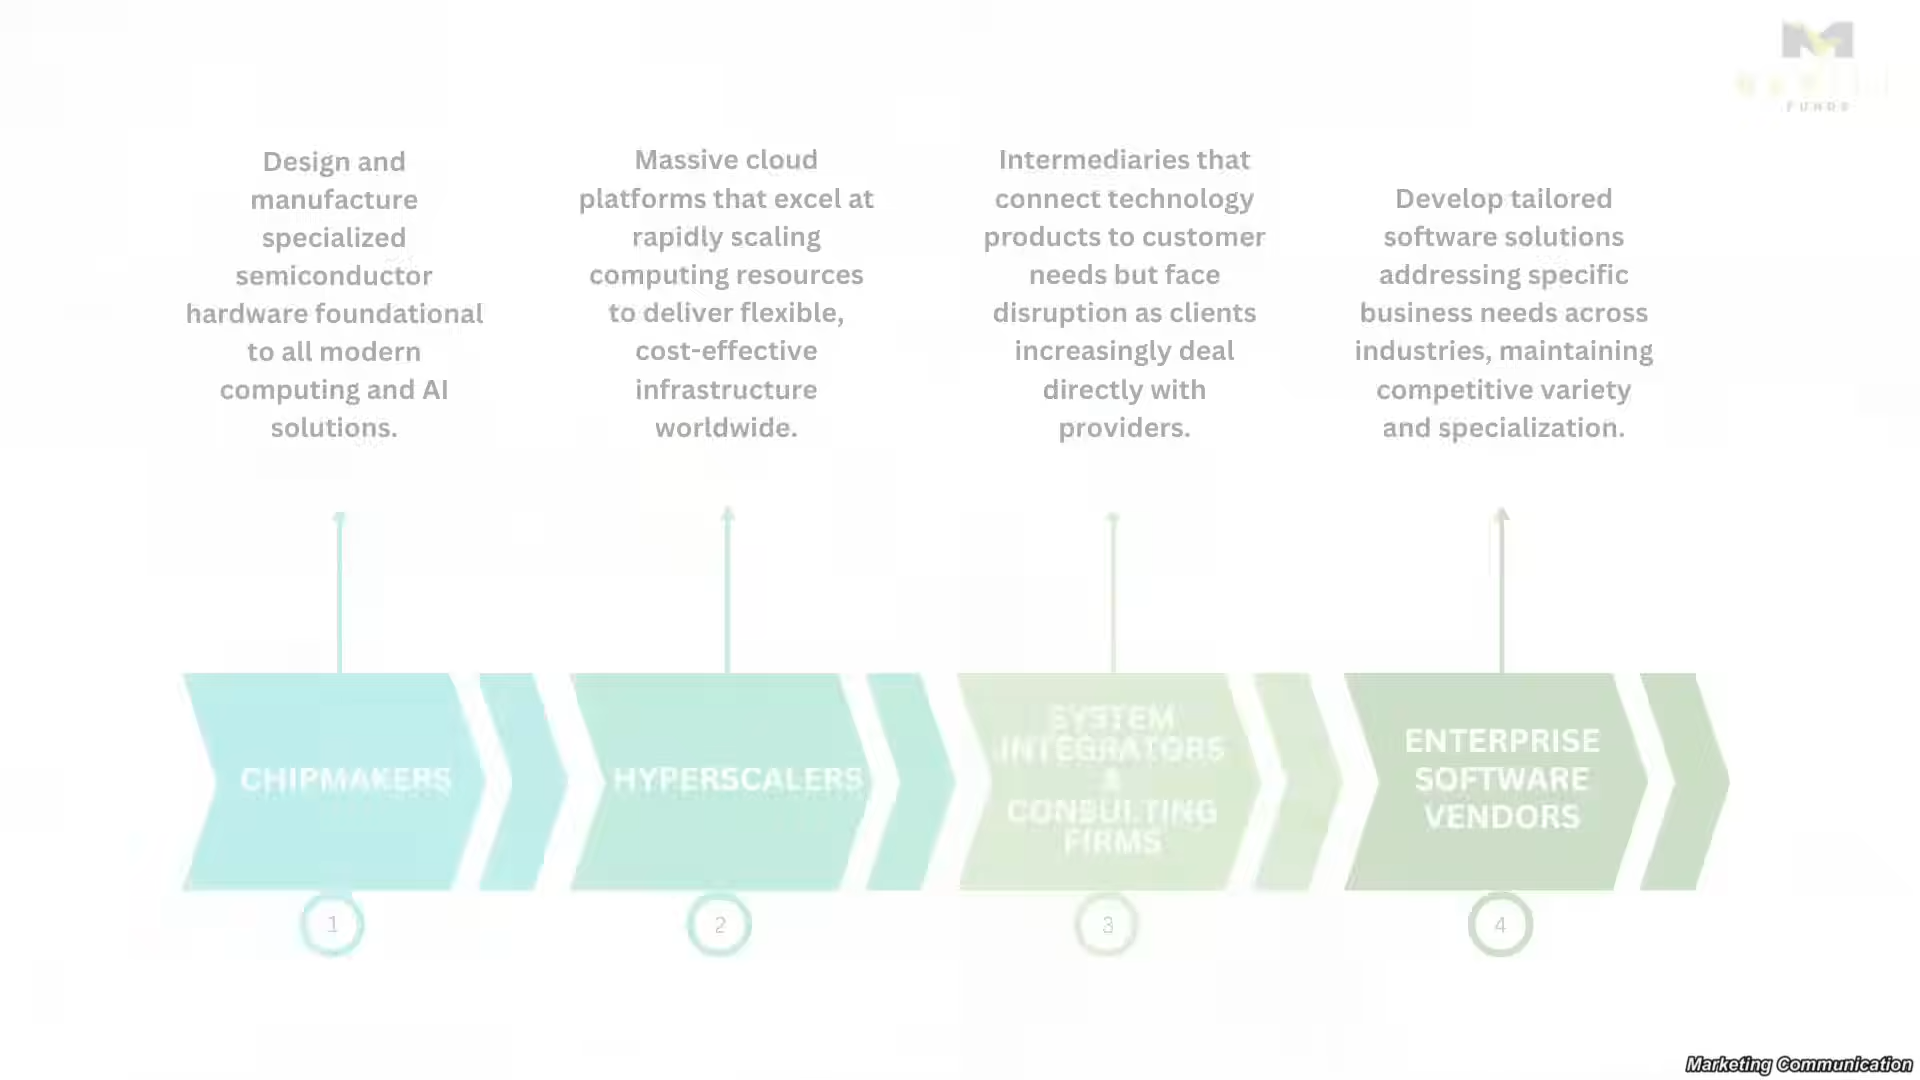 FUNDS
Design and
manufacture
specialized
semiconductor
hardware foundational
to all modern
computing and AI
solutions.
Massive cloud
platforms that excel at
rapidly scaling
computing resources
to deliver flexible,
cost-effective
infrastructure
worldwide.
Intermediaries that
connect technology
products to customer
needs but face
disruption as clients
increasingly deal
directly with
providers.
Develop tailored
software solutions
addressing specific
business needs across
industries, maintaining
competitive variety
and specialization.
CHIPMAKERS
HYPERSCALERS
SYSTEM
INTEGRATORS
&
CONSULTING
FIRMS
ENTERPRISE
SOFTWARE
VENDORS
1
2
3
4
Marketing Communication